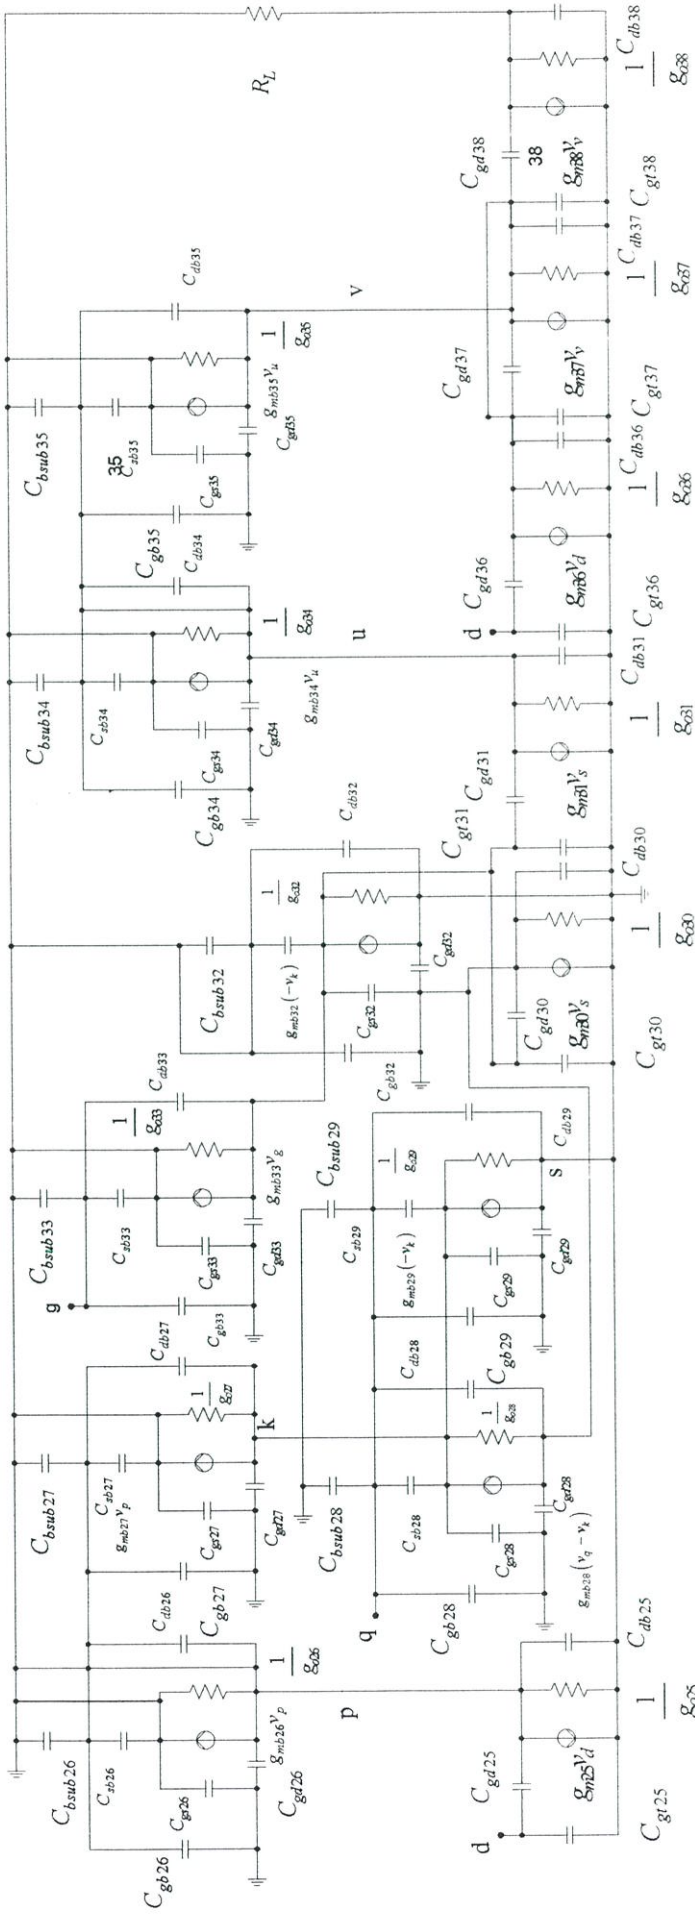 C_bsub26
C_sb26
C_gs26
C_gb26
C_gd26
g_mb26 v_p
1/g_o26
C_db26
C_gb27
C_bsub27
C_sb27
g_mb27 v_p
C_gs27
C_gd27
1/g_o27
k
C_db27
g
C_bsub33
C_sb33
C_gs33
C_gb33
C_gd33
g_mb33 v_g
1/g_o33
C_db33
C_bsub32
g_mb32(-v_k)
C_gs32
C_gb32
C_gd32
1/g_o32
C_db32
C_bsub34
C_sb34
C_gs34
C_gb34
C_gd34
g_mb34 v_u
1/g_o34
C_db34
C_gb35
C_bsub35
35
C_sb35
C_gs35
C_gd35
g_mb35 v_u
1/g_o35
C_db35
R_L
p
q
C_gb28
C_bsub28
C_sb28
C_gs28
C_gd28
g_mb28(v_q - v_k)
1/g_o28
C_db28
C_gb29
C_bsub29
C_sb29
g_mb29(-v_k)
C_gs29
C_gd29
1/g_o29
C_db29
s
u
v
d
C_gd25
g_m25 v_d
C_gt25
1/g_o25
C_db25
C_gd30
g_m30 v_s
C_gt30
1/g_o30
C_db30
C_gt31
C_gd31
g_m31 v_s
1/g_o31
C_db31
d
C_gd36
g_m36 v_d
C_gt36
1/g_o36
C_db36
C_gd37
g_m37 v_v
C_gt37
1/g_o37
C_db37
C_gd38
38
g_m38 v_v
C_gt38
1/g_o38
C_db38